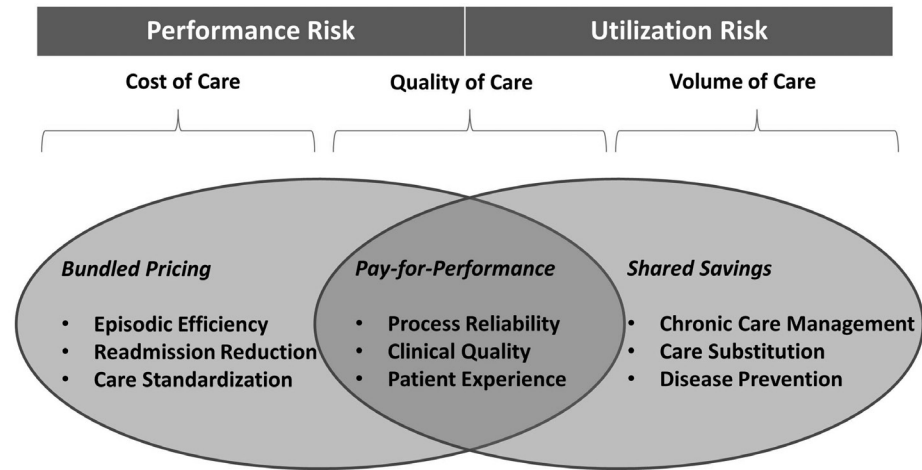 Performance Risk
Utilization Risk
Cost of Care
Quality of Care
Volume of Care
Bundled Pricing
• Episodic Efficiency
• Readmission Reduction
• Care Standardization
Pay-for-Performance
• Process Reliability
• Clinical Quality
• Patient Experience
Shared Savings
• Chronic Care Management
• Care Substitution
• Disease Prevention